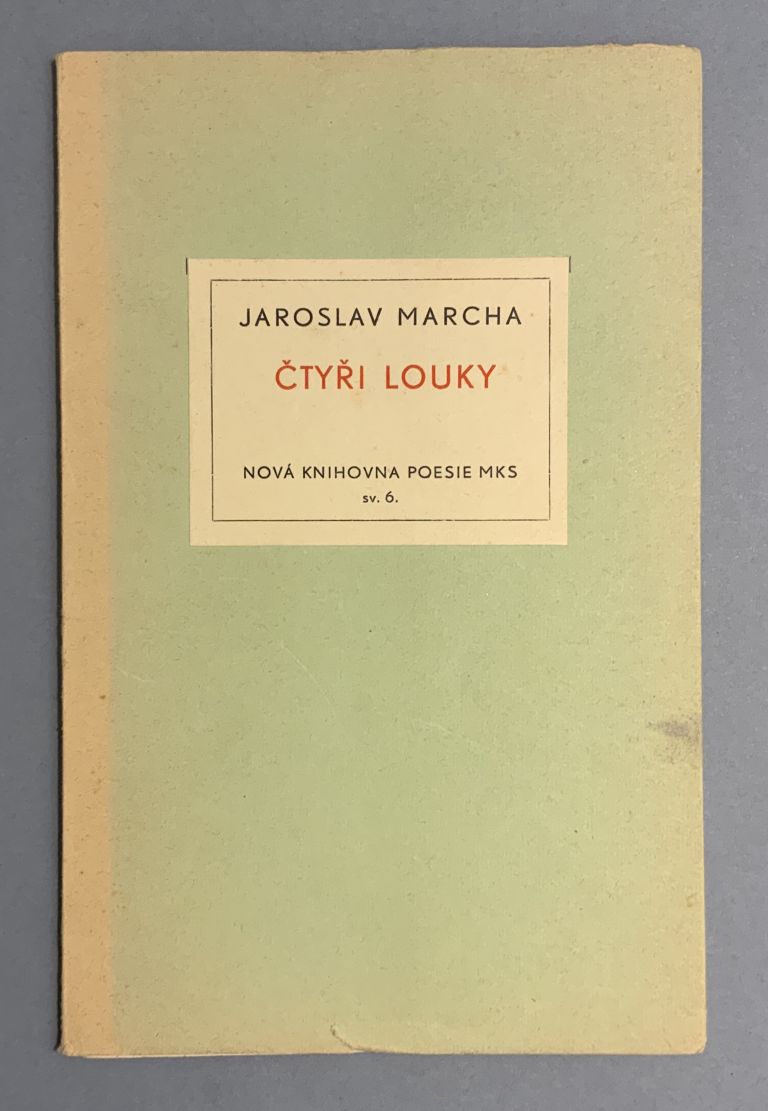 JAROSLAV MARCHA
ČTYŘI LOUKY
NOVÁ KNIHOVNA POESIE MKS
sv. 6.